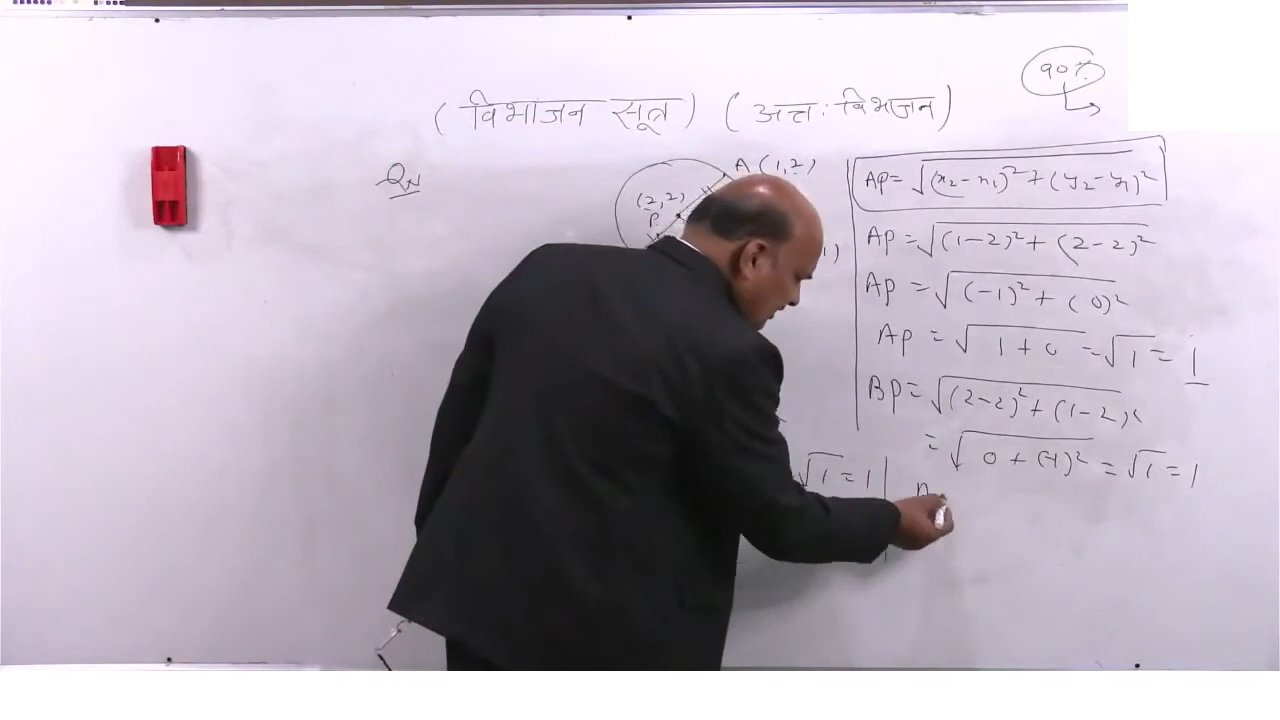 90%
(विभाजन सूत्र) (अत्त: विभाजन)
Qn
A (1,2)
(2,2)
P
1)
AP = √(x₂-x₁)² + (y₂-y₁)²
AP = √(1-2)² + (2-2)²
AP = √(-1)² + (0)²
AP = √1+0 = √1 = 1
BP = √(2-2)² + (1-2)²
= √0 + (-1)² = √1 = 1
√1 = 1